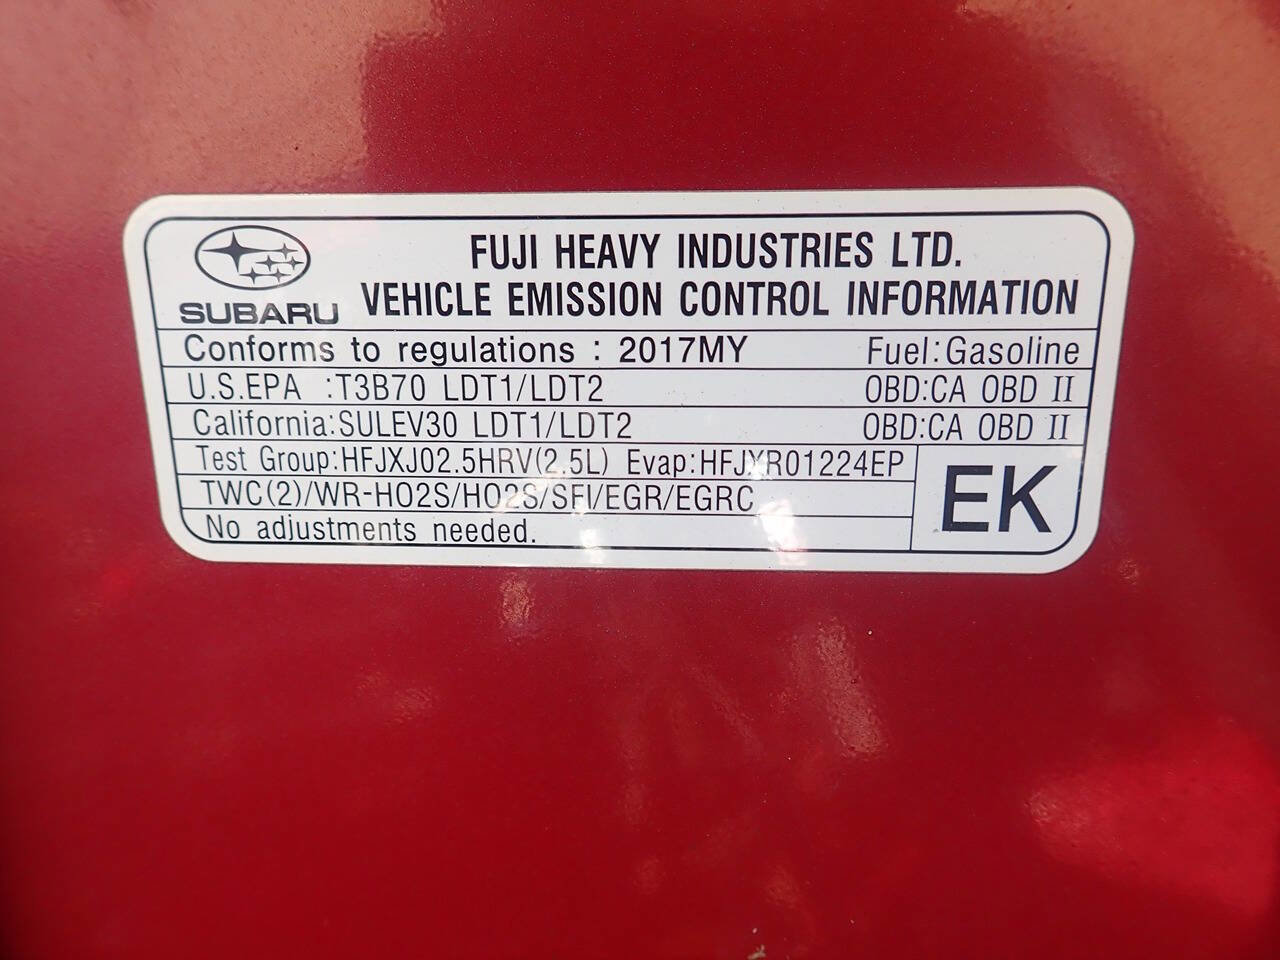 SUBARU
FUJI HEAVY INDUSTRIES LTD.
VEHICLE EMISSION CONTROL INFORMATION
Conforms to regulations : 2017MY Fuel:Gasoline
U.S.EPA :T3B70 LDT1/LDT2 OBD:CA OBD II
California:SULEV30 LDT1/LDT2 OBD:CA OBD II
Test Group:HFJXJ02.5HRV(2.5L) Evap:HFJXR01224EP
TWC(2)/WR-HO2S/HO2S/SFI/EGR/EGRC
No adjustments needed.
EK